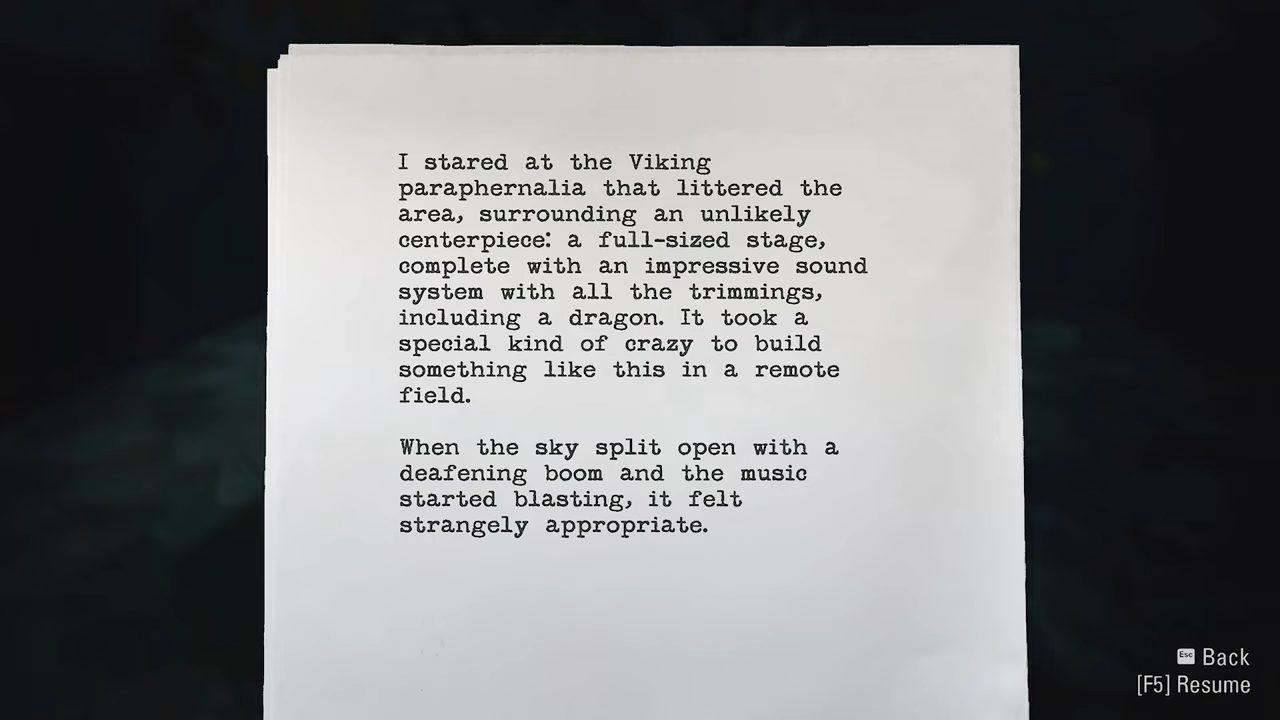 I stared at the Viking
paraphernalia that littered the
area, surrounding an unlikely
centerpiece: a full-sized stage,
complete with an impressive sound
system with all the trimmings,
including a dragon. It took a
special kind of crazy to build
something like this in a remote
field.
When the sky split open with a
deafening boom and the music
started blasting, it felt
strangely appropriate.
Esc Back
[F5] Resume